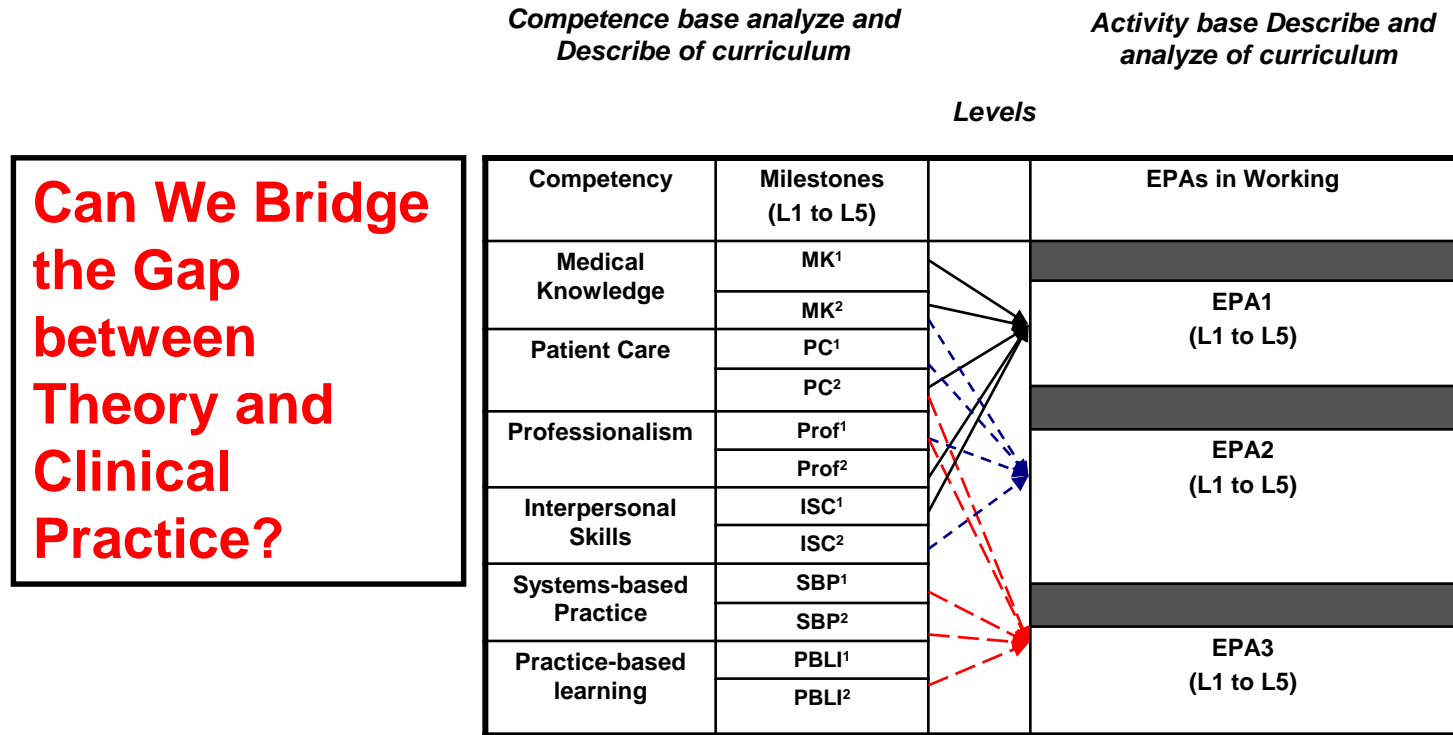 Competence base analyze and
Describe of curriculum
Activity base Describe and
analyze of curriculum
Levels
Can We Bridge
the Gap
between
Theory and
Clinical
Practice?
Competency
Milestones
(L1 to L5)
EPAs in Working
Medical
Knowledge
MK¹
MK²
Patient Care
PC¹
PC²
Professionalism
Prof¹
Prof²
Interpersonal
Skills
ISC¹
ISC²
Systems-based
Practice
SBP¹
SBP²
Practice-based
learning
PBLI¹
PBLI²
EPA1
(L1 to L5)
EPA2
(L1 to L5)
EPA3
(L1 to L5)